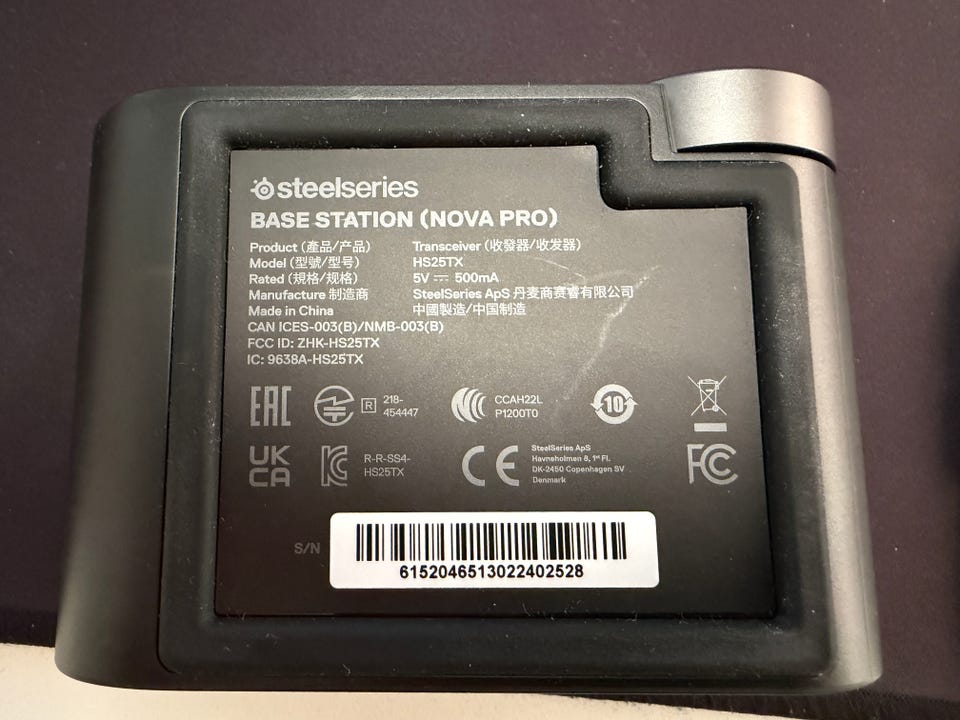 steelseries
BASE STATION (NOVA PRO)
Product (產品/产品) Transceiver (收發器/收发器)
Model (型號/型号) HS25TX
Rated (規格/规格) 5V ⎓ 500mA
Manufacture 制造商 SteelSeries ApS 丹麦商赛睿有限公司
Made in China 中國製造/中国制造
CAN ICES-003(B)/NMB-003(B)
FCC ID: ZHK-HS25TX
IC: 9638A-HS25TX
EAC R 218-454447 CCAH22LP1200T0 10
UK CA R-R-SS4-HS25TX CE SteelSeries ApS
Havneholmen 8, 1st Fl.
DK-2450 Copenhagen SV
Denmark
FC
S/N
6152046513022402528